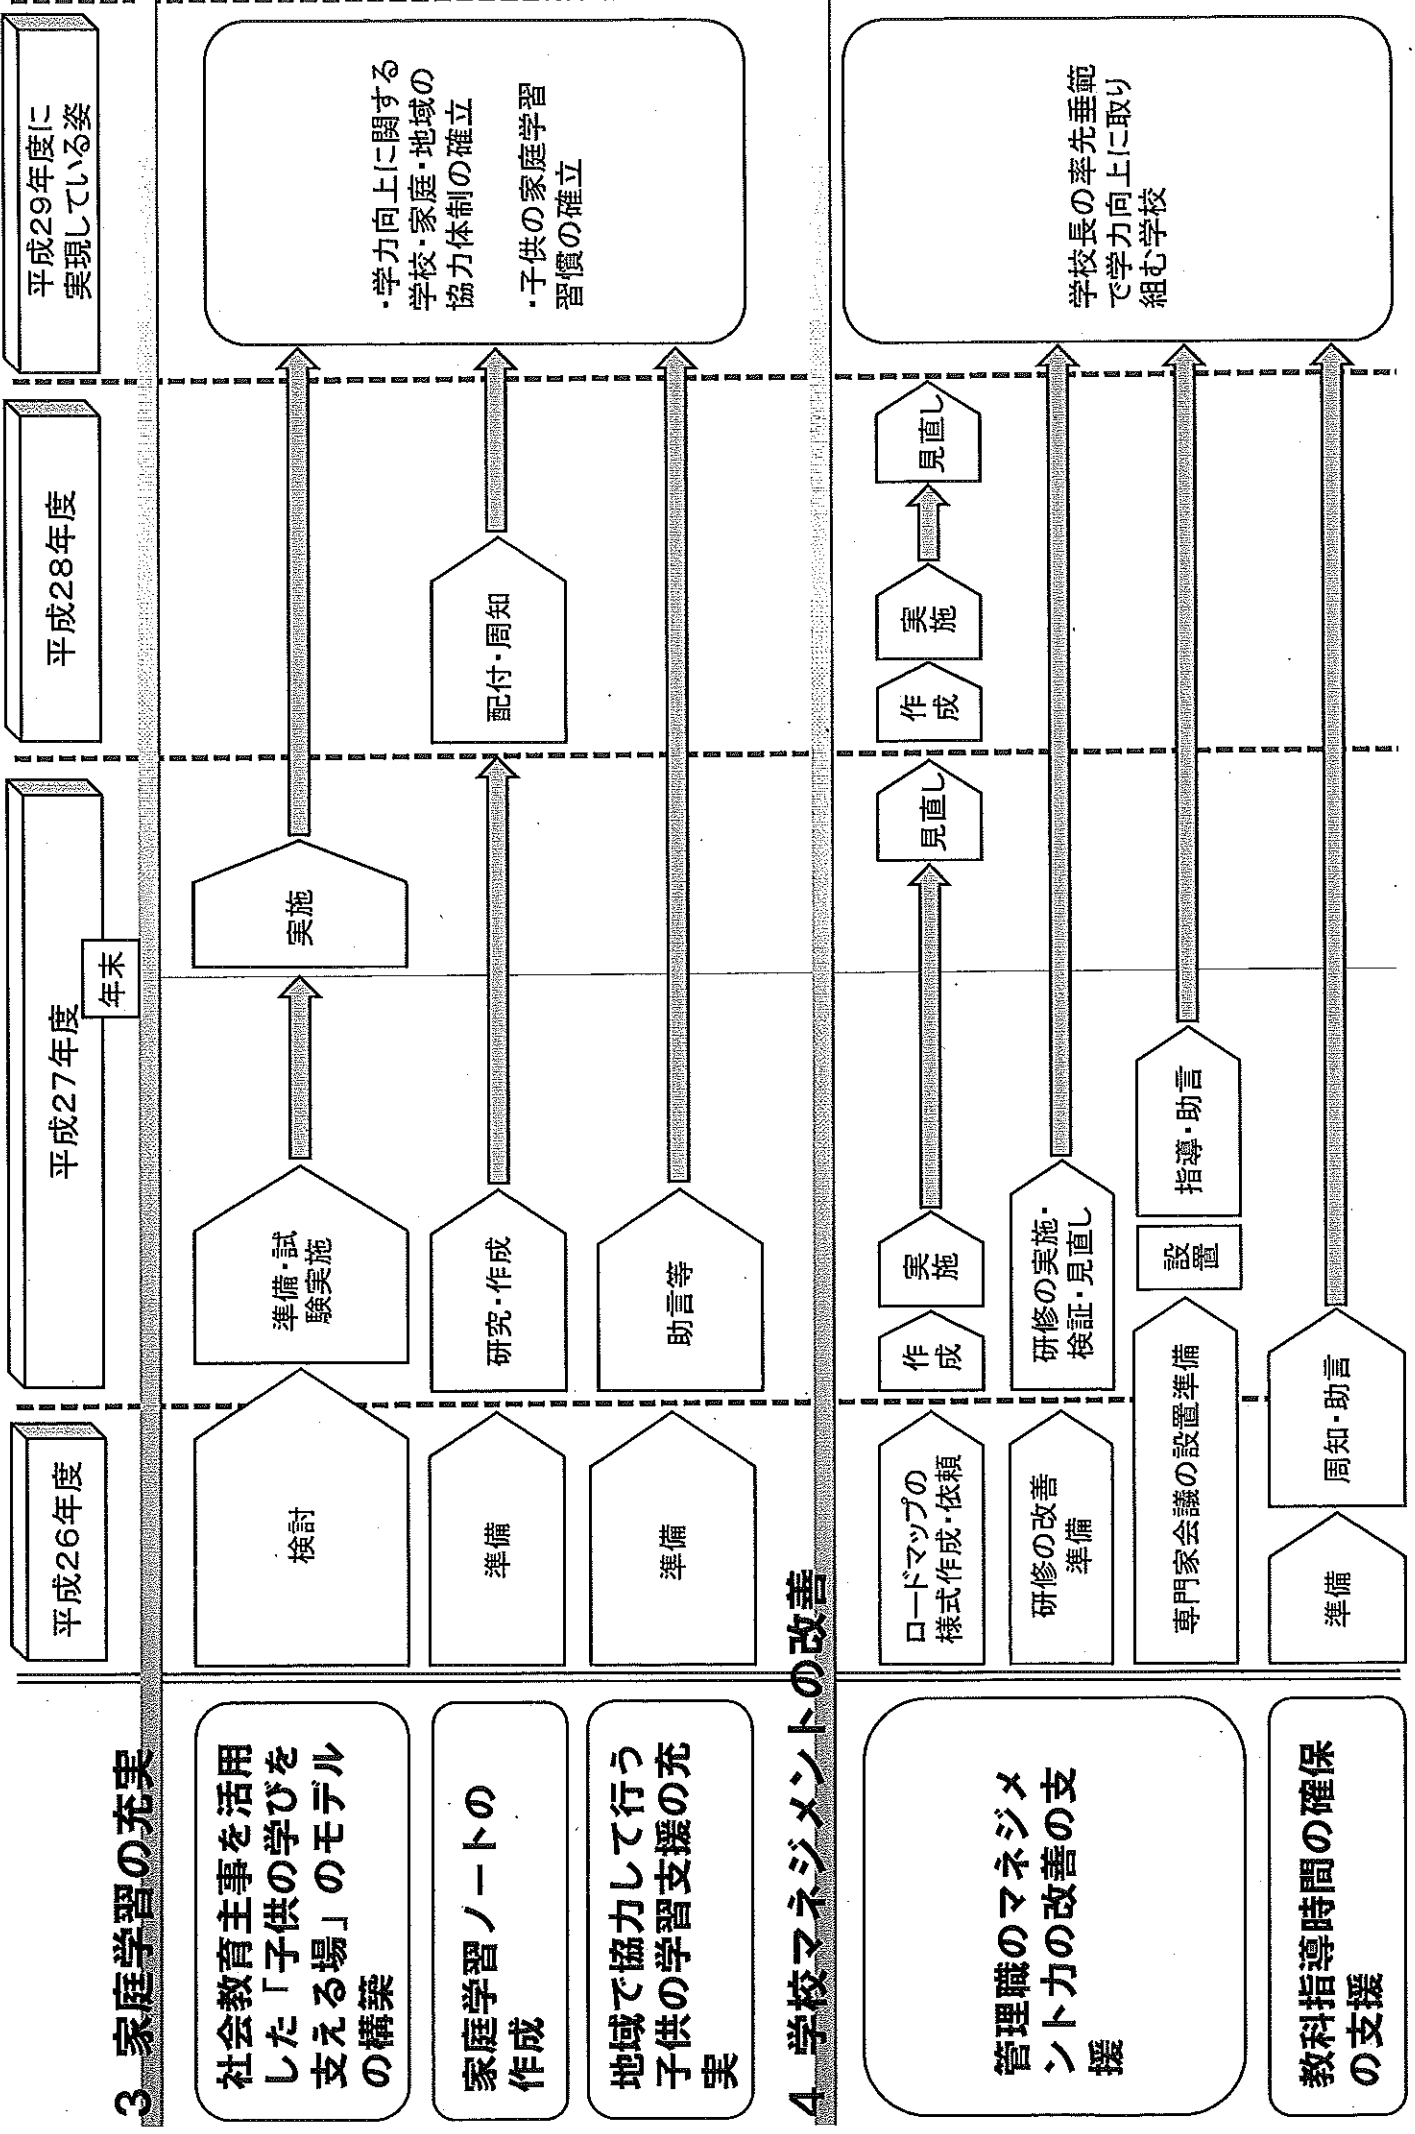 平成26年度
平成27年度
年末
平成28年度
平成29年度に
実現している姿
3 家庭学習の充実
社会教育主事を活用
した「子供の学びを
支える場」のモデル
の構築
検討
準備・試
験実施
実施
家庭学習ノートの
作成
準備
研究・作成
配付・周知
地域で協力して行う
子供の学習支援の充
実
準備
助言等
・学力向上に関する
学校・家庭・地域の
協力体制の確立
・子供の家庭学習
習慣の確立
4 学校マネジメントの改善
管理職のマネジメ
ント力の改善の支
援
ロードマップの
様式作成・依頼
作
成
実
施
見直し
作
成
実
施
見直し
研修の改善
準備
研修の実施・
検証・見直し
専門家会議の設置準備
設
置
指導・助言
教科指導時間の確保
の支援
準備
周知・助言
学校長の率先垂範
で学力向上に取り
組む学校